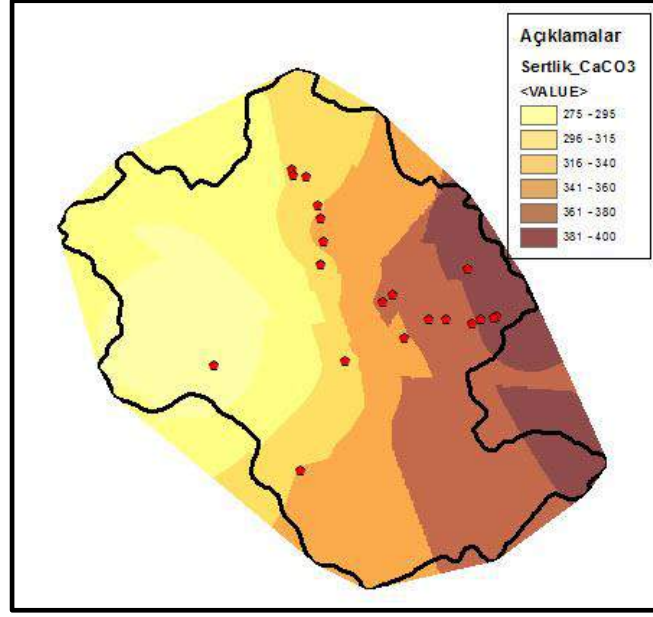 Açıklamalar
Sertlik_CaCO3
<VALUE>
275 - 295
296 - 315
316 - 340
341 - 360
361 - 380
381 - 400